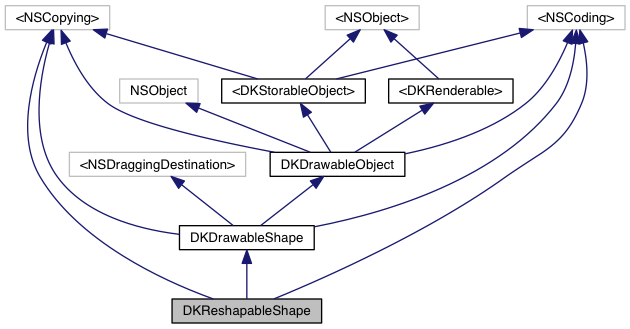 <NSCopying>
<NSObject>
<NSCoding>
NSObject
<DKStorableObject>
<DKRenderable>
<NSDraggingDestination>
DKDrawableObject
DKDrawableShape
DKReshapableShape